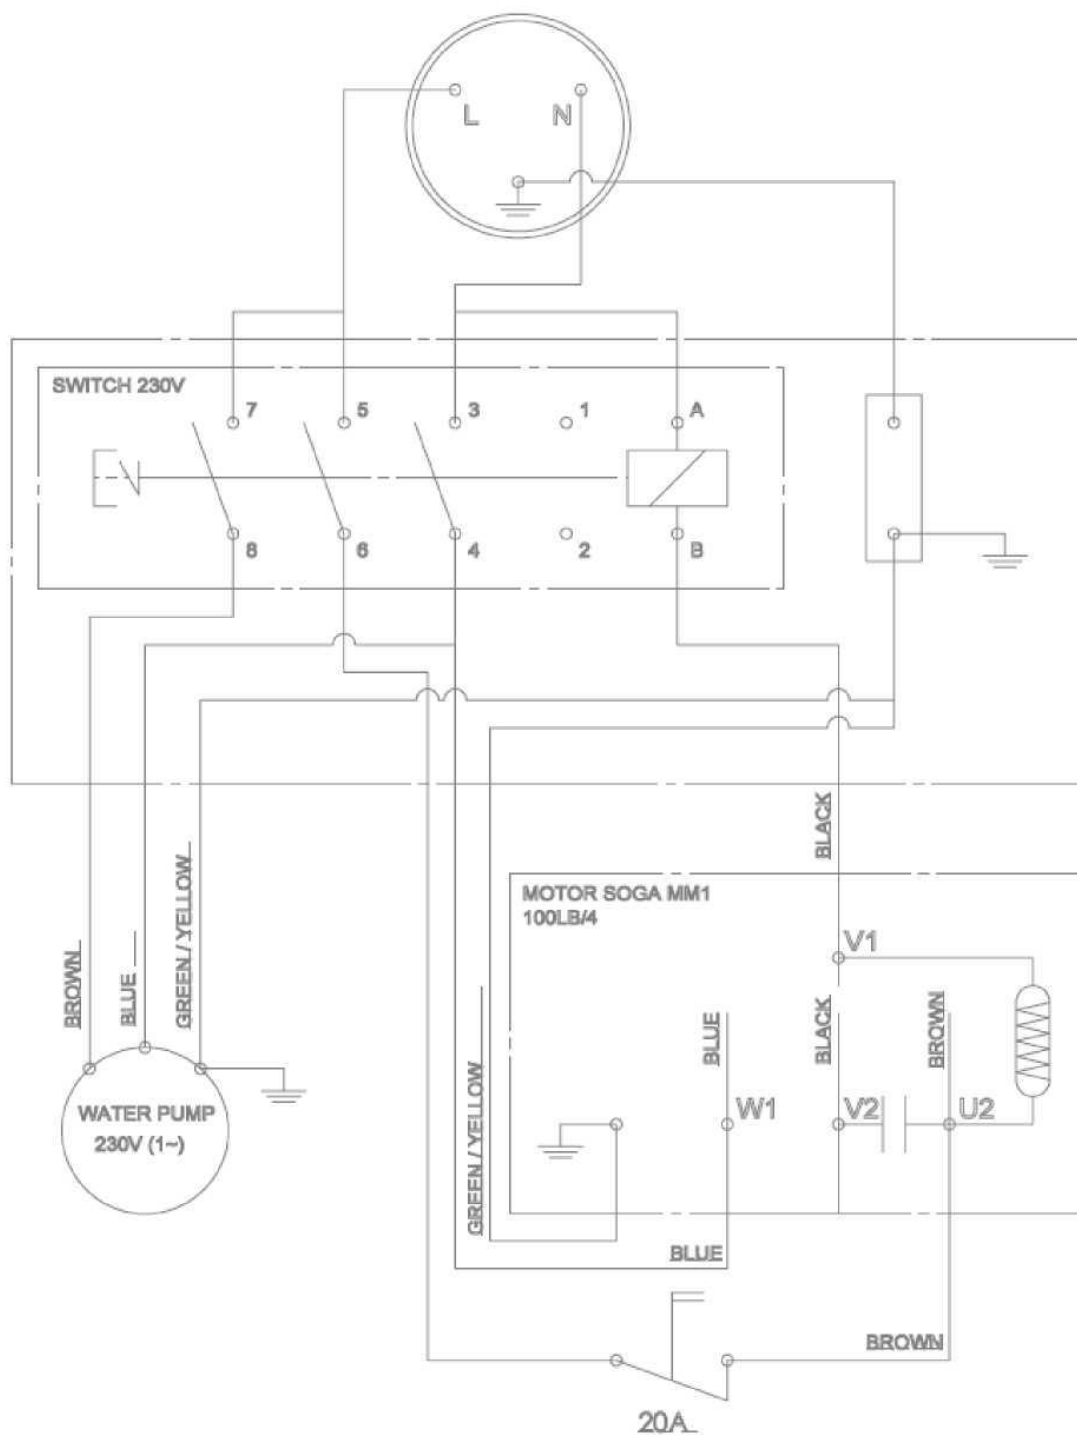 L N
SWITCH 230V
7 5 3 1 A
8 6 4 2 B
BLACK
MOTOR SOGA MM1
100LB/4
V1
BROWN
BLUE
GREEN / YELLOW
BLUE
BLACK
BROWN
WATER PUMP
230V (1~)
W1 V2 U2
GREEN / YELLOW
BLUE
BROWN
20A